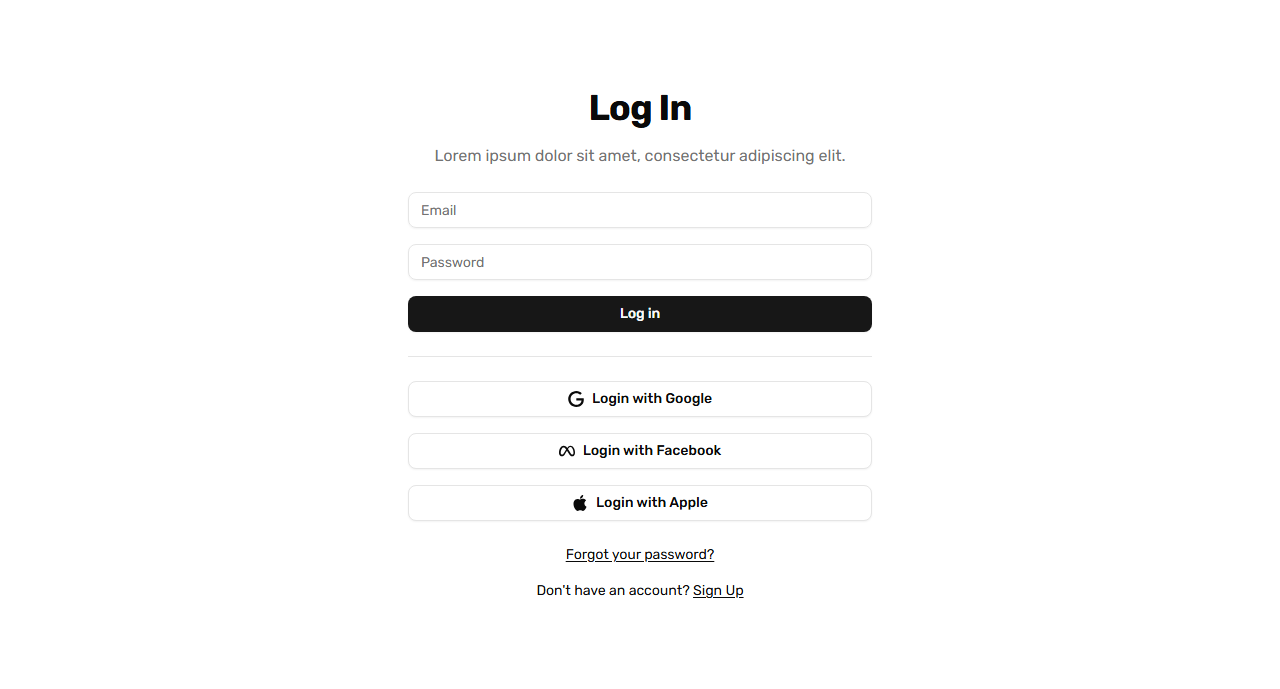 Log In
Lorem ipsum dolor sit amet, consectetur adipiscing elit.
Email
Password
Log in
Login with Google
Login with Facebook
Login with Apple
Forgot your password?
Don't have an account? Sign Up